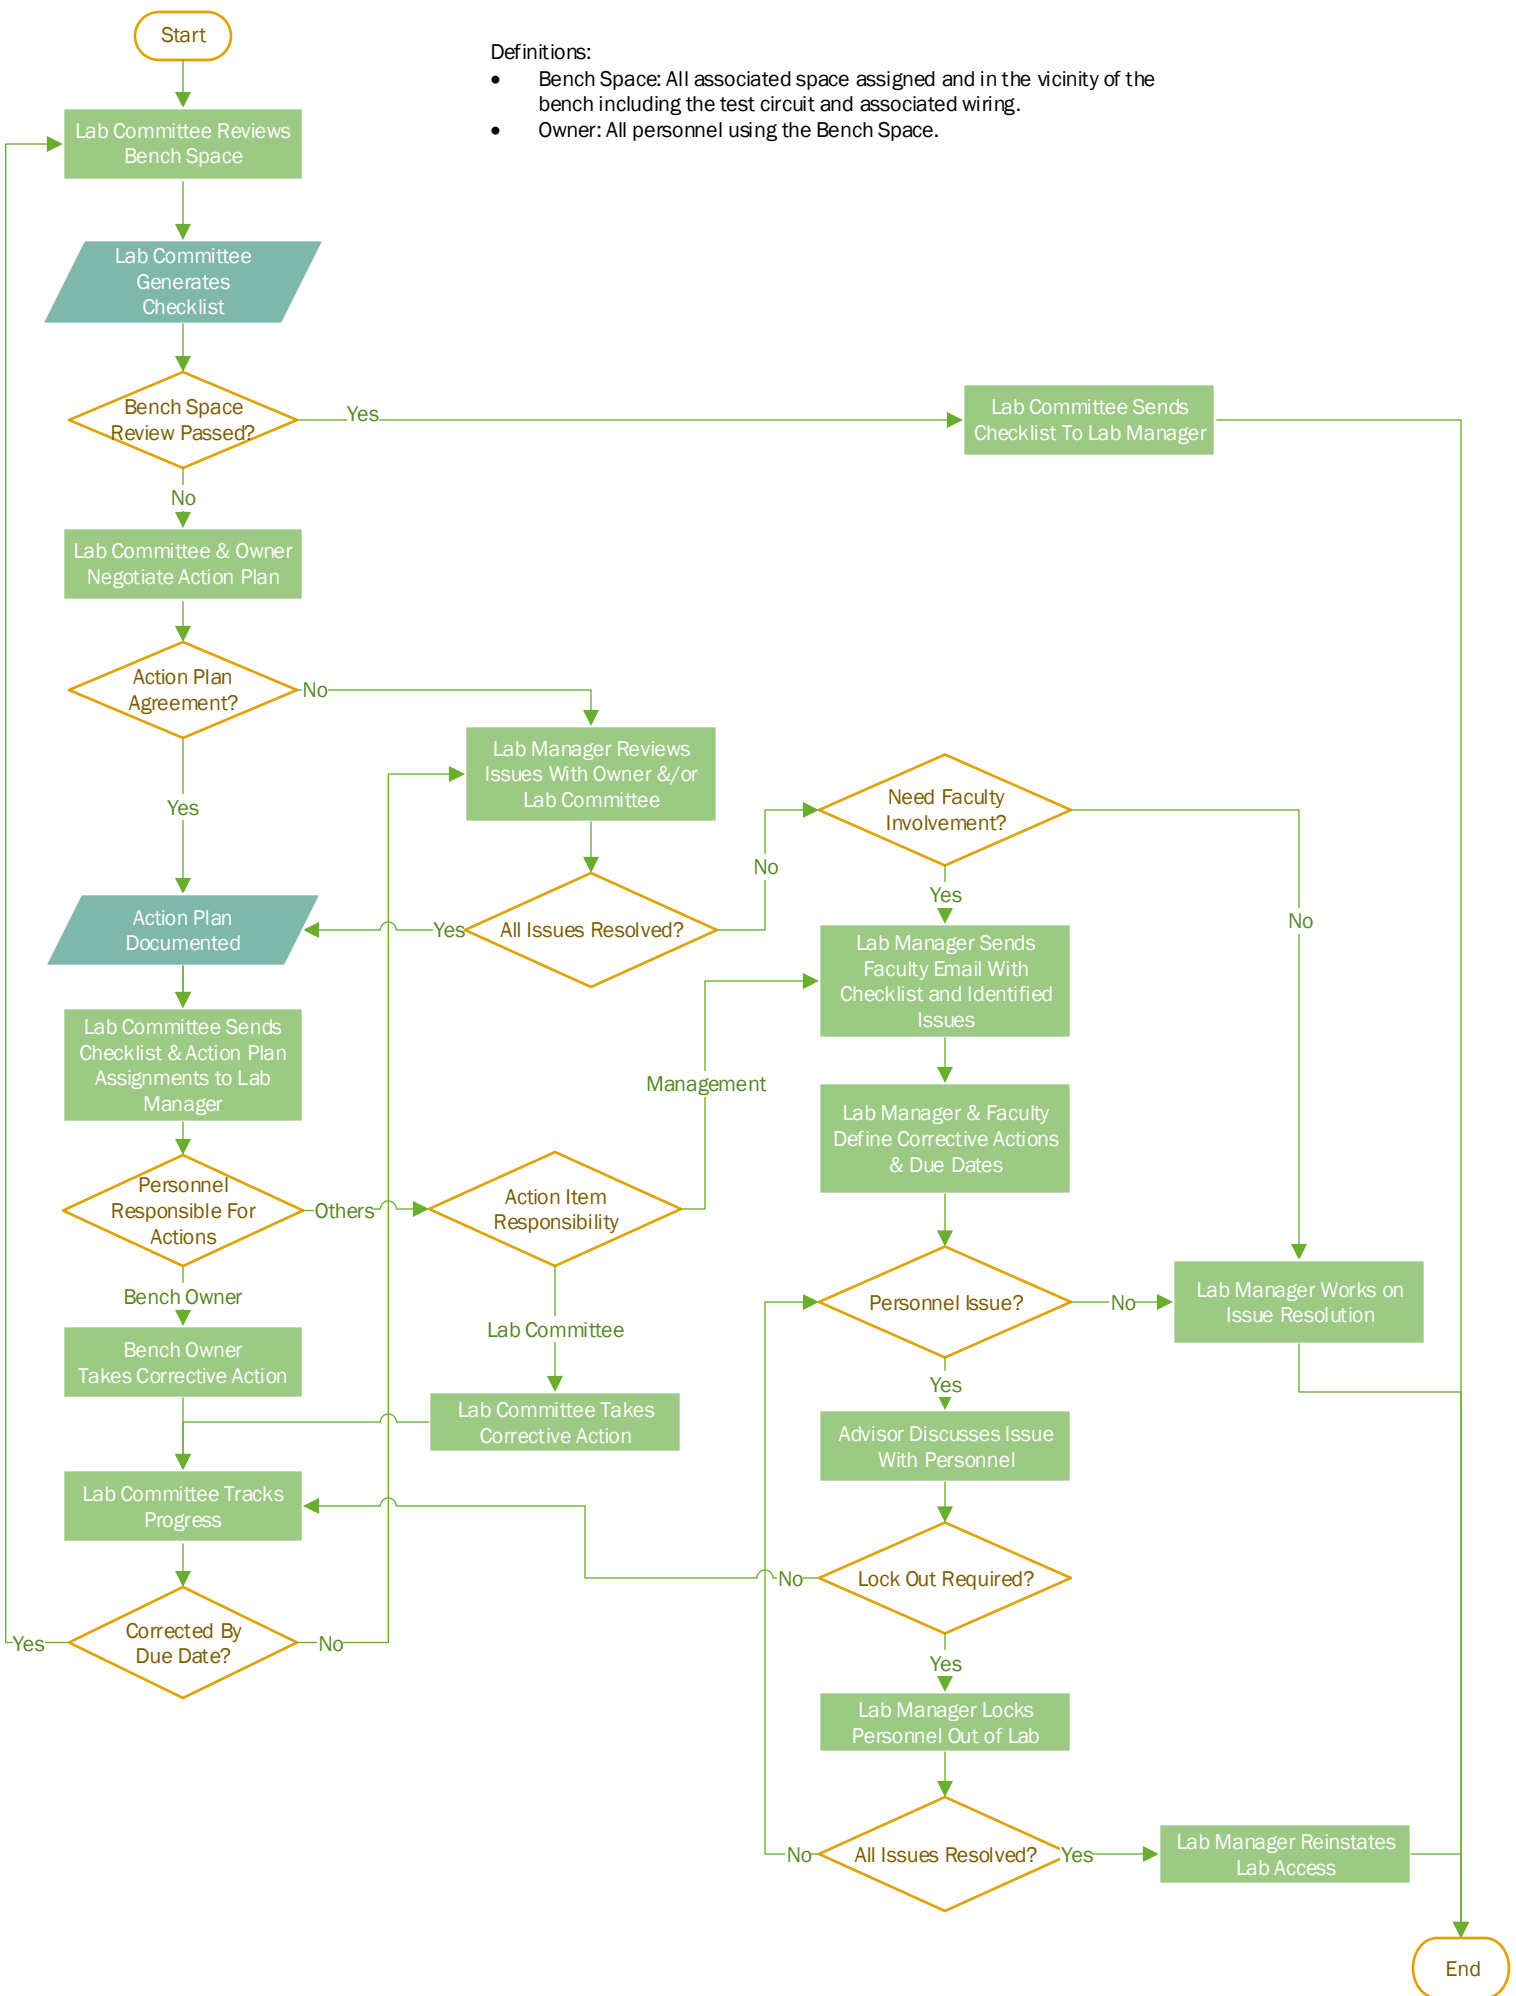 Start
Definitions:
• Bench Space: All associated space assigned and in the vicinity of the
bench including the test circuit and associated wiring.
• Owner: All personnel using the Bench Space.
Lab Committee Reviews
Bench Space
Lab Committee
Generates
Checklist
Bench Space
Review Passed?
Yes
Lab Committee Sends
Checklist To Lab Manager
No
Lab Committee & Owner
Negotiate Action Plan
Action Plan
Agreement?
No
Yes
Lab Manager Reviews
Issues With Owner &/or
Lab Committee
Need Faculty
Involvement?
No
Yes
No
All Issues Resolved?
Yes
Action Plan
Documented
Lab Manager Sends
Faculty Email With
Checklist and Identified
Issues
Lab Committee Sends
Checklist & Action Plan
Assignments to Lab
Manager
Management
Lab Manager & Faculty
Define Corrective Actions
& Due Dates
Personnel
Responsible For
Actions
Others
Action Item
Responsibility
Bench Owner
Lab Committee
Personnel Issue?
No
Lab Manager Works on
Issue Resolution
Yes
Bench Owner
Takes Corrective Action
Lab Committee Takes
Corrective Action
Advisor Discusses Issue
With Personnel
Lab Committee Tracks
Progress
Lock Out Required?
No
Yes
Corrected By
Due Date?
Yes
No
Lab Manager Locks
Personnel Out of Lab
All Issues Resolved?
No
Yes
Lab Manager Reinstates
Lab Access
End